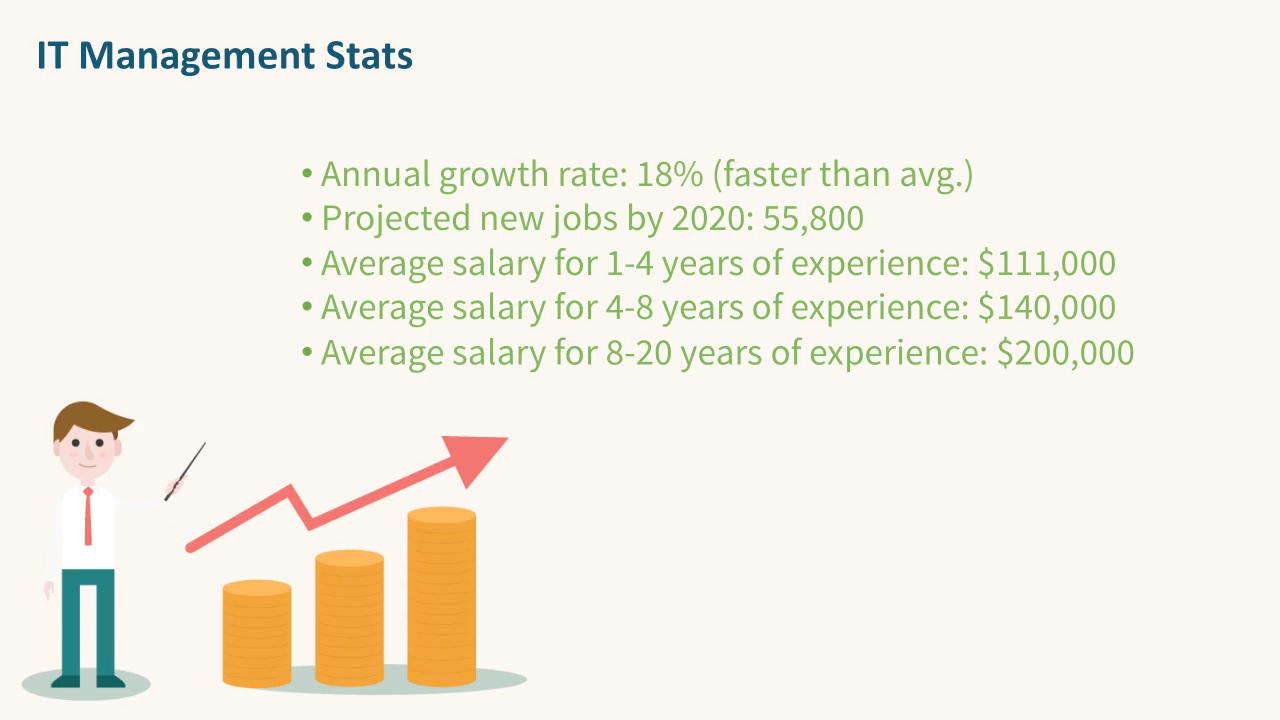 IT Management Stats
• Annual growth rate: 18% (faster than avg.)
• Projected new jobs by 2020: 55,800
• Average salary for 1-4 years of experience: $111,000
• Average salary for 4-8 years of experience: $140,000
• Average salary for 8-20 years of experience: $200,000